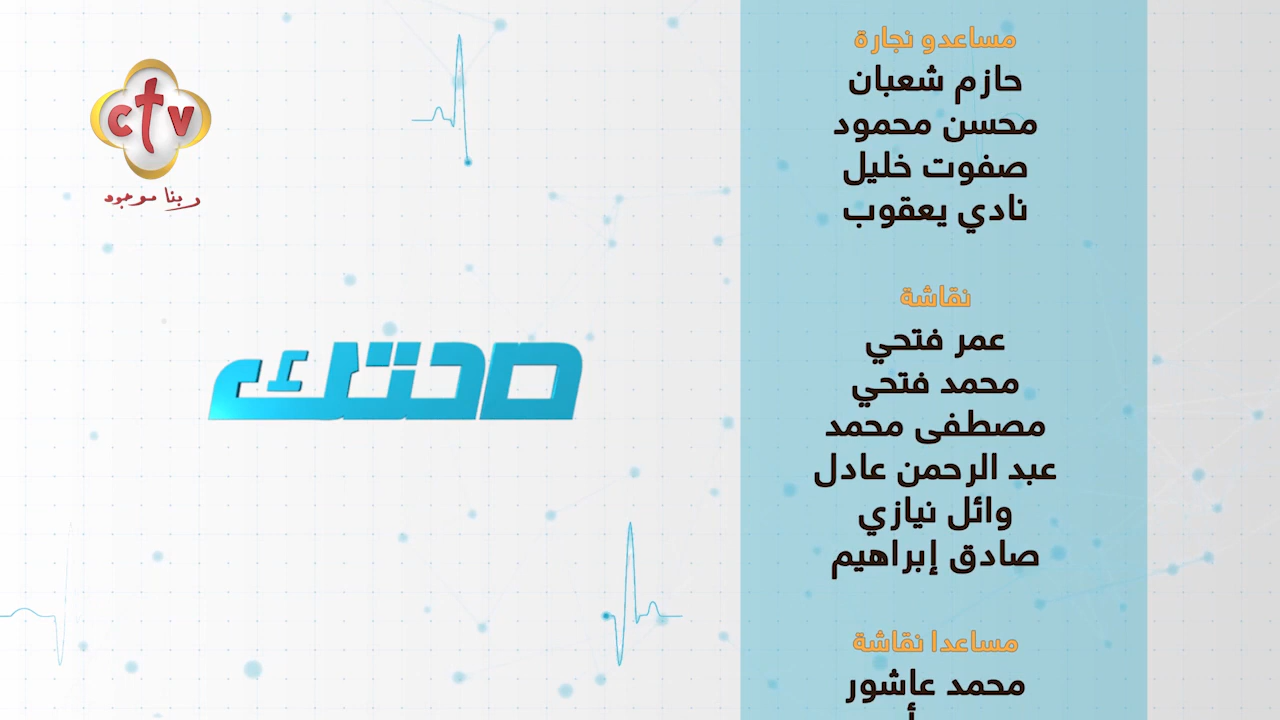 ctv
ربنا موجود
صحتك
مساعدو نجارة
حازم شعبان
محسن محمود
صفوت خليل
نادي يعقوب
نقاشة
عمر فتحي
محمد فتحي
مصطفى محمد
عبد الرحمن عادل
وائل نيازي
صادق إبراهيم
مساعدا نقاشة
محمد عاشور